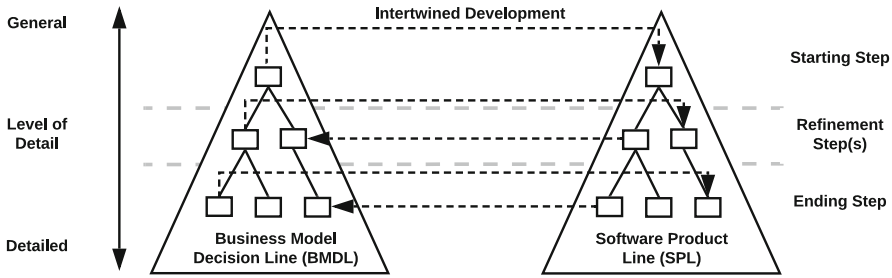 General
Intertwined Development
Starting Step
Level of
Detail
Refinement
Step(s)
Ending Step
Detailed
Business Model
Decision Line (BMDL)
Software Product
Line (SPL)